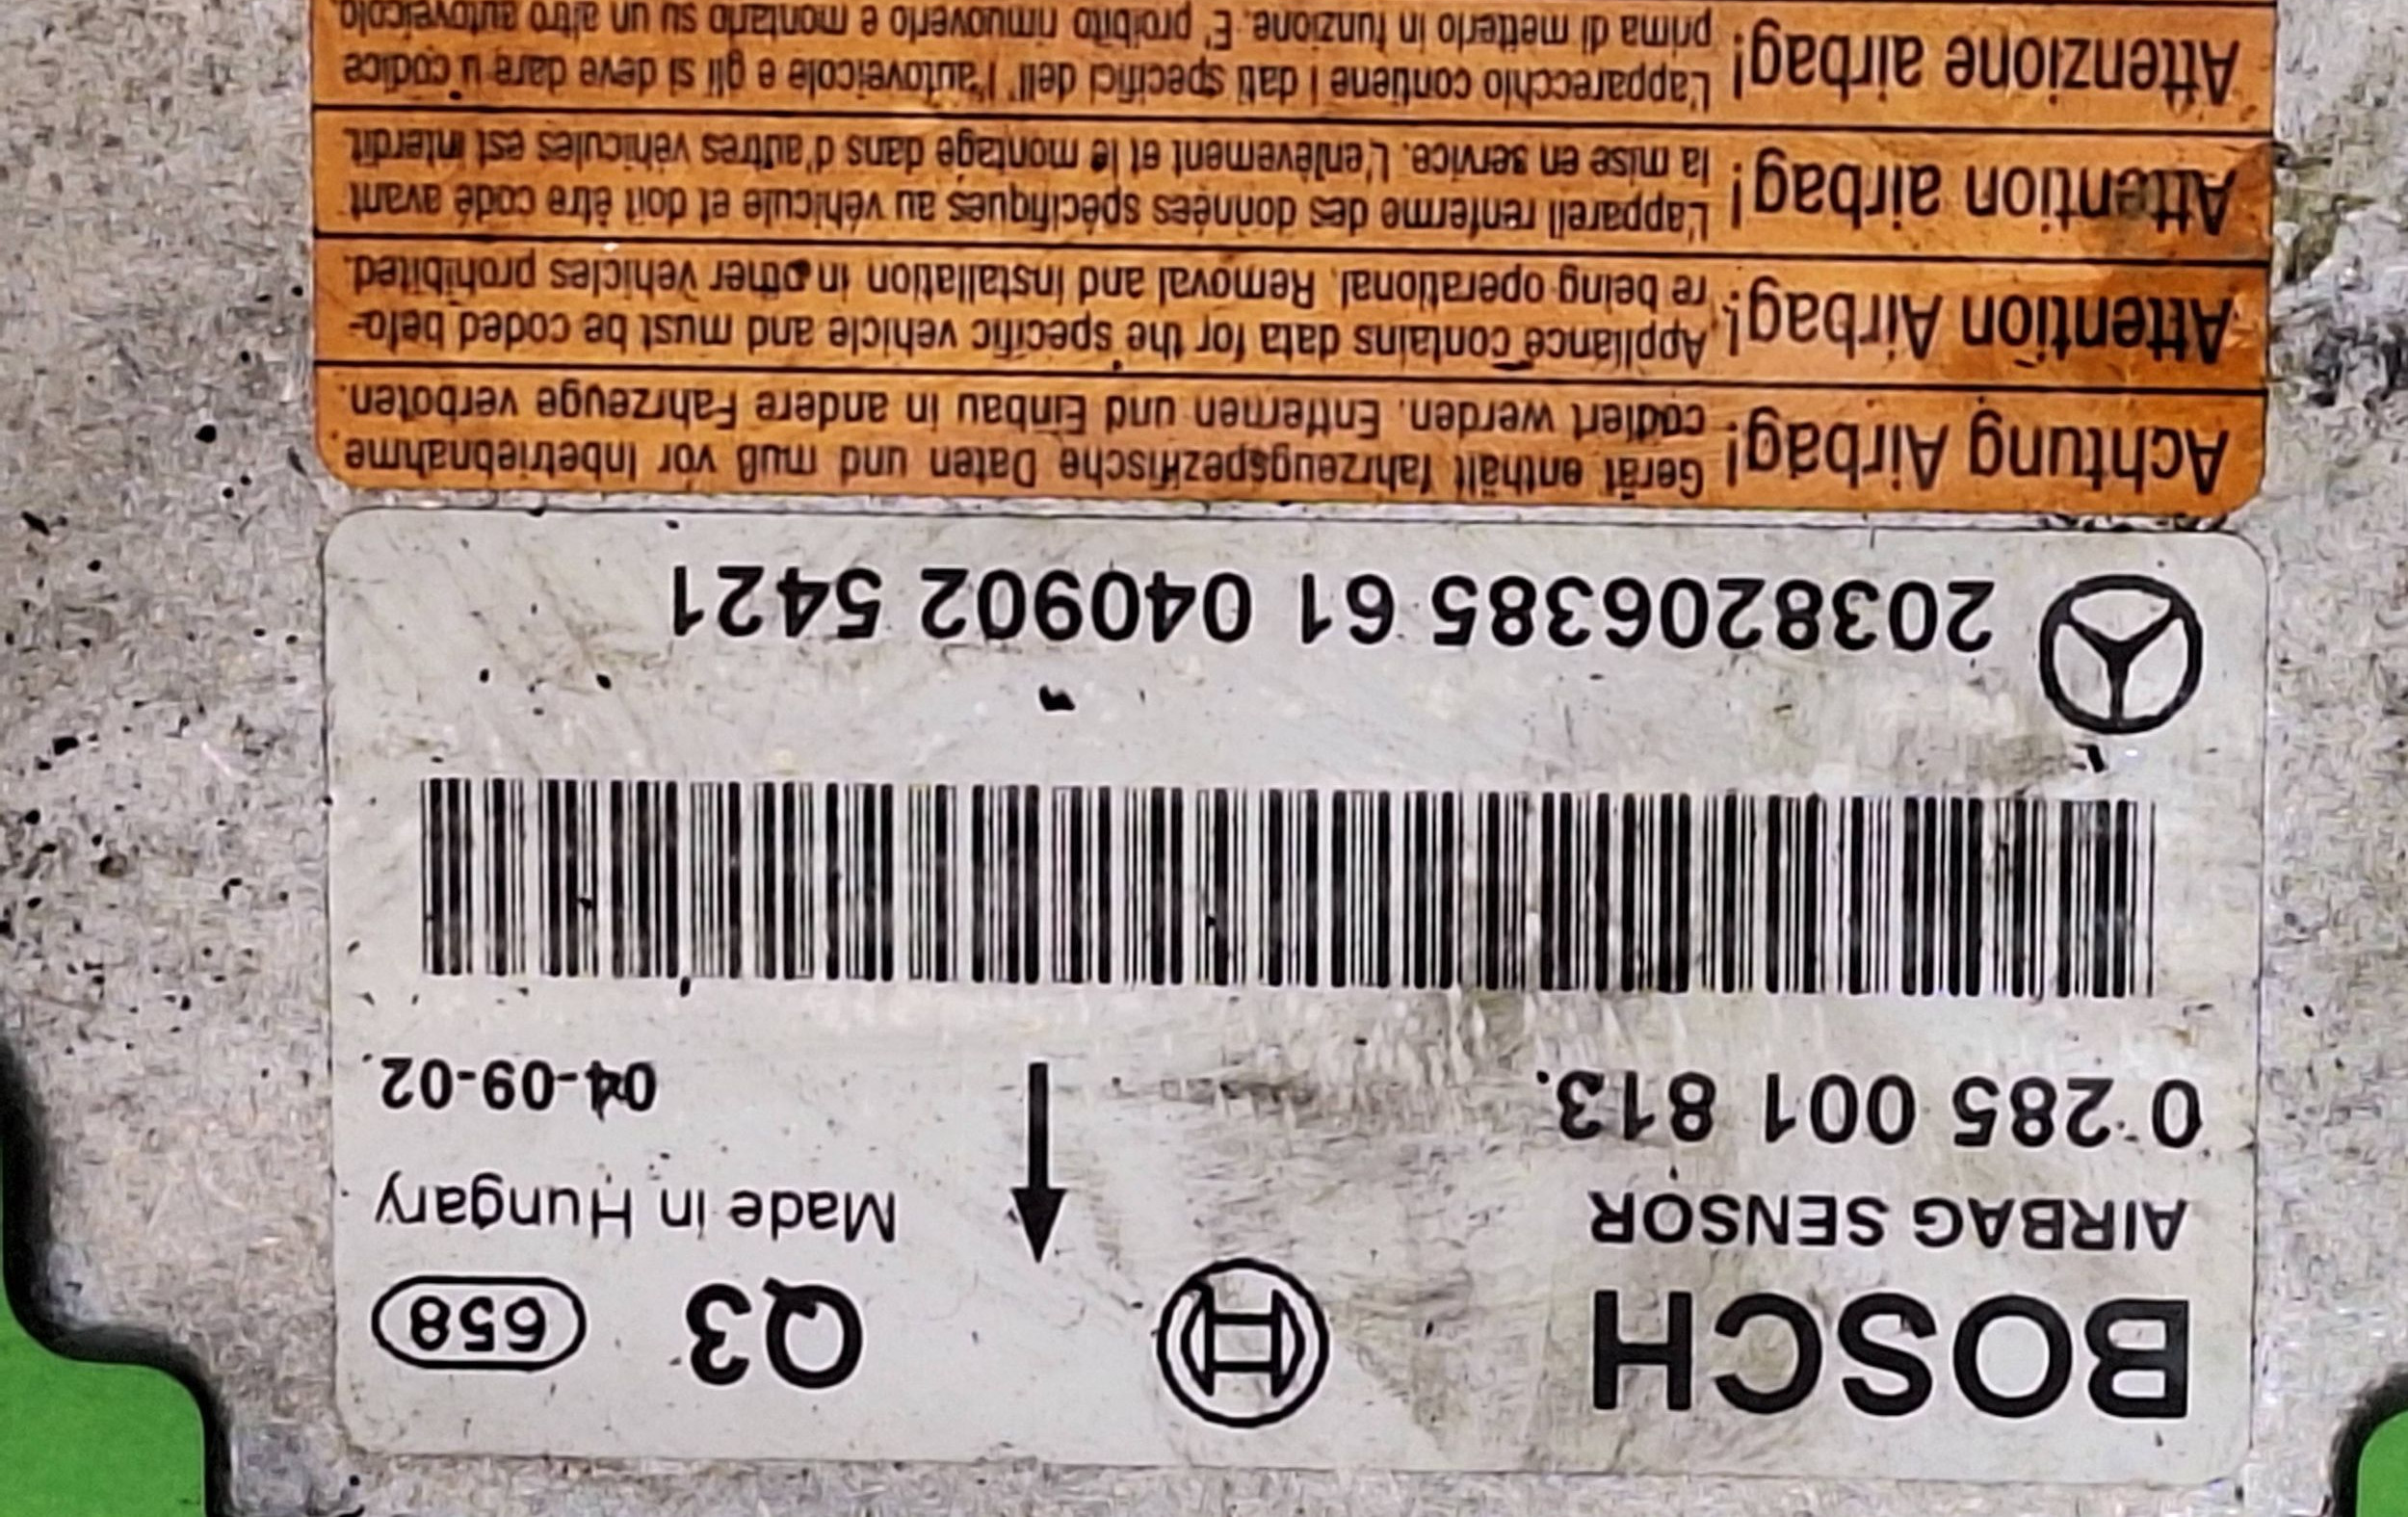 BOSCH
Q3 658
AIRBAG SENSOR
Made in Hungary
0 285 001 813.
04-09-02
2038206385 61 040902 5421
Achtung Airbag! Gerät enthält fahrzeugspezifische Daten und muß vor Inbetriebnahme
codiert werden. Entfernen und Einbau in andere Fahrzeuge verboten.
Attention Airbag! Appliance contains data for the specific vehicle and must be coded befo-
re being operational. Removal and installation in other vehicles prohibited.
Attention airbag! L'appareil renferme des données spécifiques au véhicule et doit être codé avant
la mise en service. L'enlèvement et le montage dans d'autres véhicules est interdit.
Attenzione airbag! L'apparecchio contiene i dati specifici dell' l'autoveicole e gli si deve dare u codice
prima di metterlo in funzione. E' proibito rimuoverlo e montarlo su un altro autoveicolo.